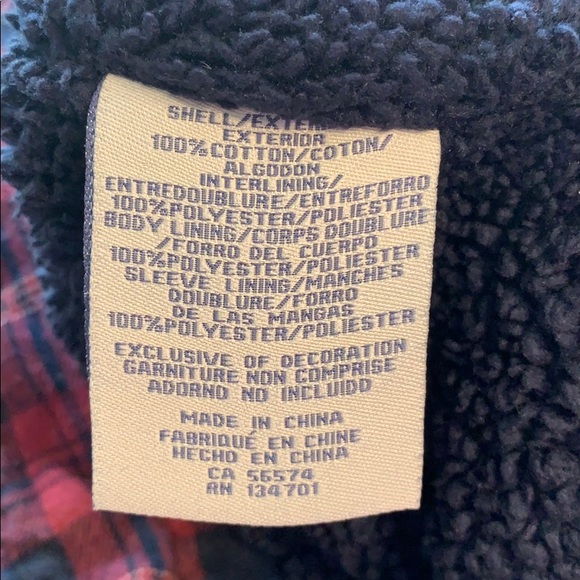 SHELL/EXTER
EXTERIOR
100%COTTON/COTON/
ALGODON
INTERLINING/
ENTREDOUBLURE/ENTREFORRO
100%POLYESTER/POLIESTER
BODY LINING/CORPS DOUBLURE
/FORRO DEL CUERPO
100%POLYESTER/POLIESTER
SLEEVE LINING/MANCHES
DOUBLURE/FORRO
DE LAS MANGAS
100%POLYESTER/POLIESTER
EXCLUSIVE OF DECORATION
GARNITURE NON COMPRISE
ADORNO NO INCLUIDO
MADE IN CHINA
FABRIQUÉ EN CHINE
HECHO EN CHINA
CA 56574
RN 134701